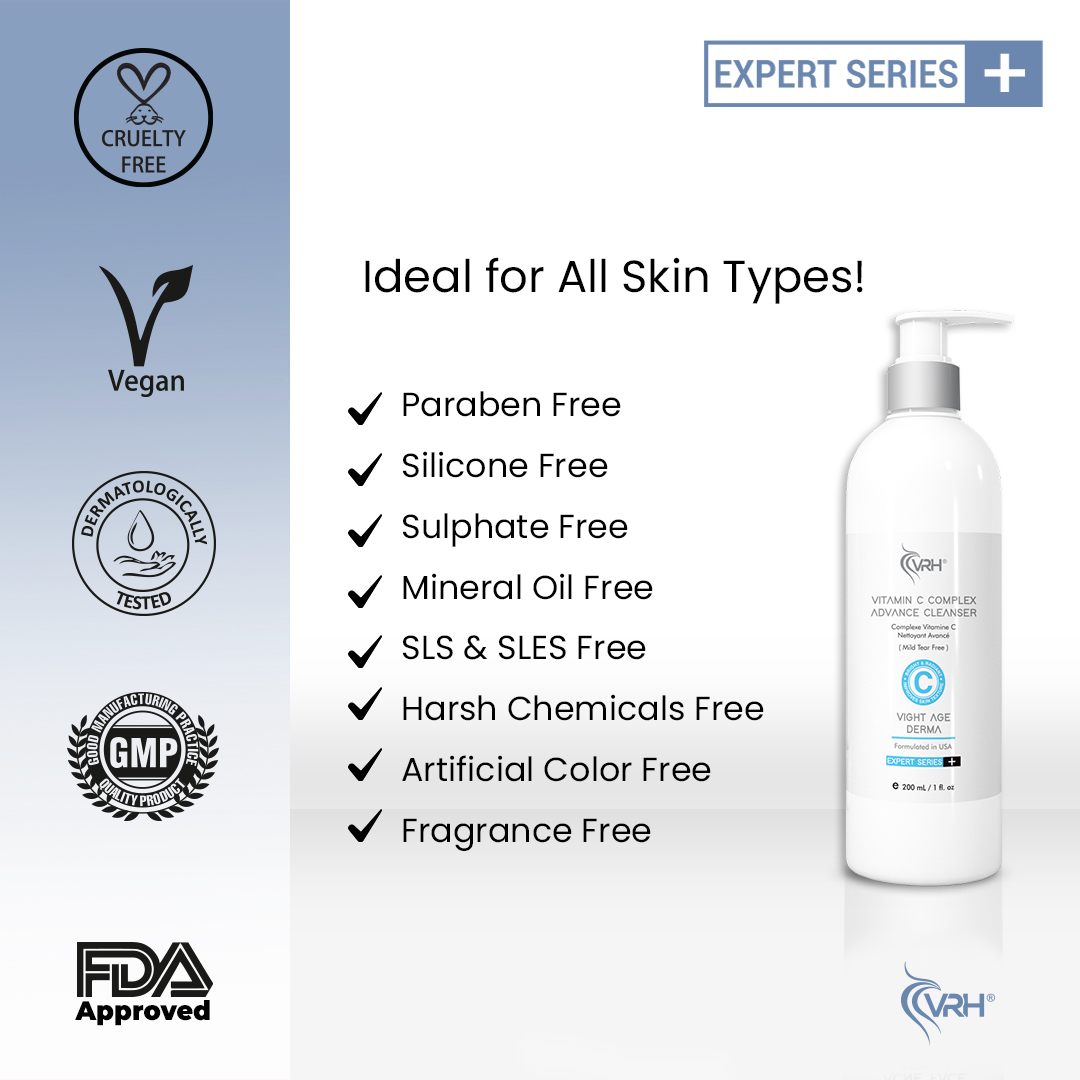 CRUELTY
FREE
Vegan
DERMATOLOGICALLY
TESTED
GOOD MANUFACTURING PRACTICE
GMP
QUALITY PRODUCT
FDA
Approved
EXPERT SERIES +
Ideal for All Skin Types!
Paraben Free
Silicone Free
Sulphate Free
Mineral Oil Free
SLS & SLES Free
Harsh Chemicals Free
Artificial Color Free
Fragrance Free
VRH®
VITAMIN C COMPLEX
ADVANCE CLEANSER
Complexe Vitamine C
Nettoyant Avancé
( Mild Tear Free )
C
VIGHT AGE
DERMA
Formulated in USA
EXPERT SERIES +
e 200 mL / 1 fl. oz
VRH®